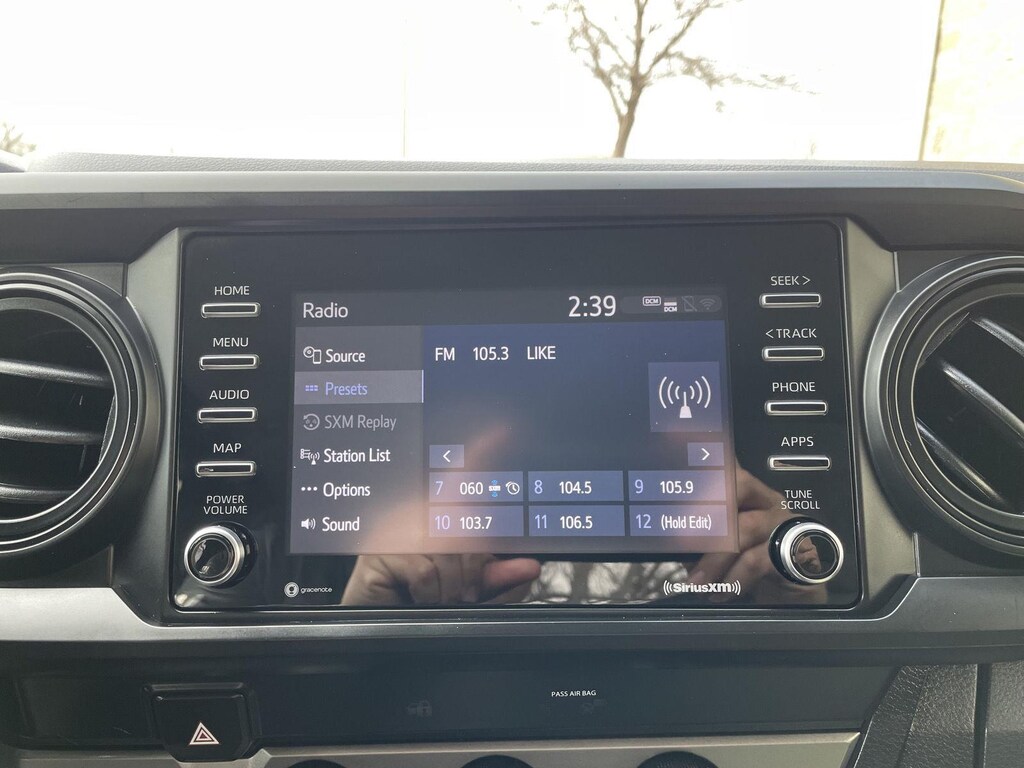 HOME
MENU
AUDIO
MAP
POWER
VOLUME
Radio
2:39
DCM
DCM
Source
Presets
SXM Replay
Station List
Options
Sound
FM 105.3 LIKE
<
>
7 060 SXM
8 104.5
9 105.9
10 103.7
11 106.5
12 (Hold Edit)
SEEK >
< TRACK
PHONE
APPS
TUNE
SCROLL
gracenote
((SiriusXM))
PASS AIR BAG